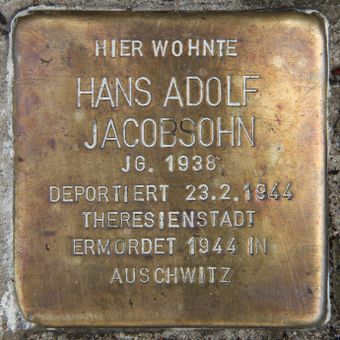 HIER WOHNTE
HANS ADOLF
JACOBSOHN
JG. 1938
DEPORTIERT 23.2.1944
THERESIENSTADT
ERMORDET 1944 IN
AUSCHWITZ